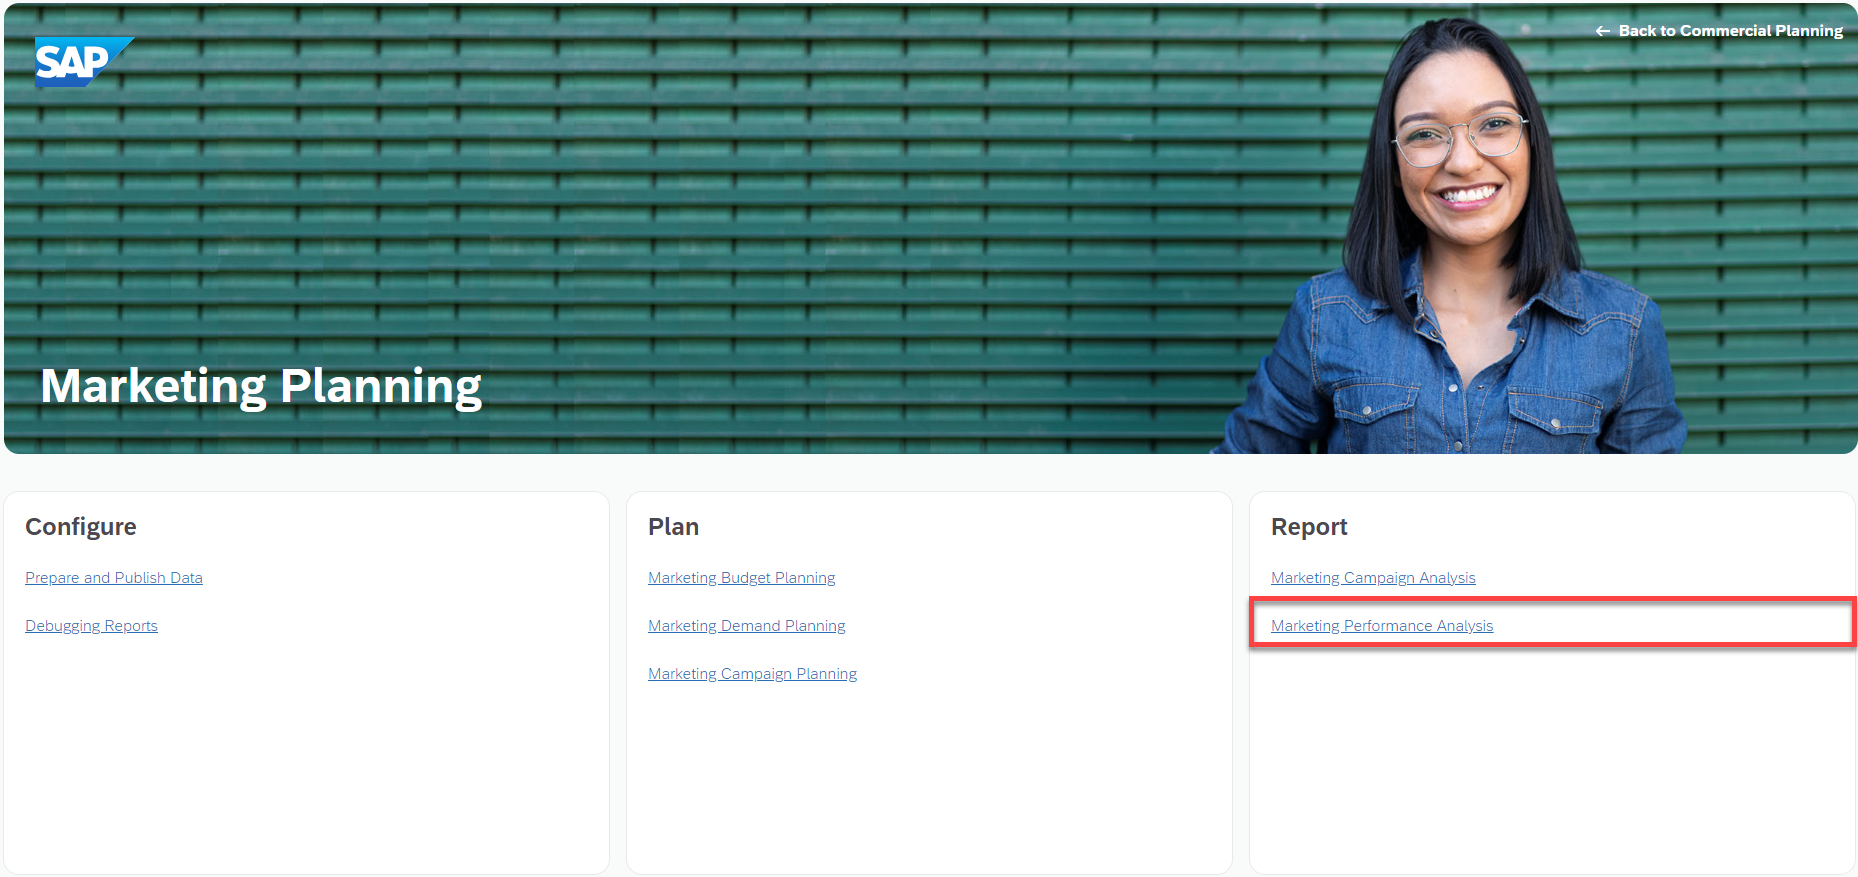 SAP
← Back to Commercial Planning
Marketing Planning
Configure
Prepare and Publish Data
Debugging Reports
Plan
Marketing Budget Planning
Marketing Demand Planning
Marketing Campaign Planning
Report
Marketing Campaign Analysis
Marketing Performance Analysis